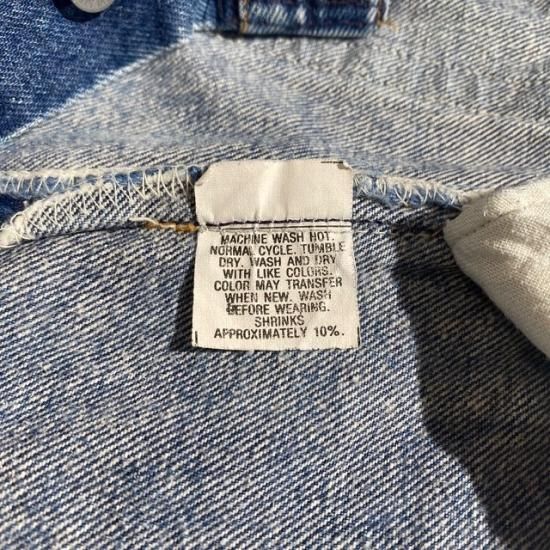 MACHINE WASH HOT.
NORMAL CYCLE. TUMBLE
DRY. WASH AND DRY
WITH LIKE COLORS.
COLOR MAY TRANSFER
WHEN NEW. WASH
BEFORE WEARING.
SHRINKS
APPROXIMATELY 10%.